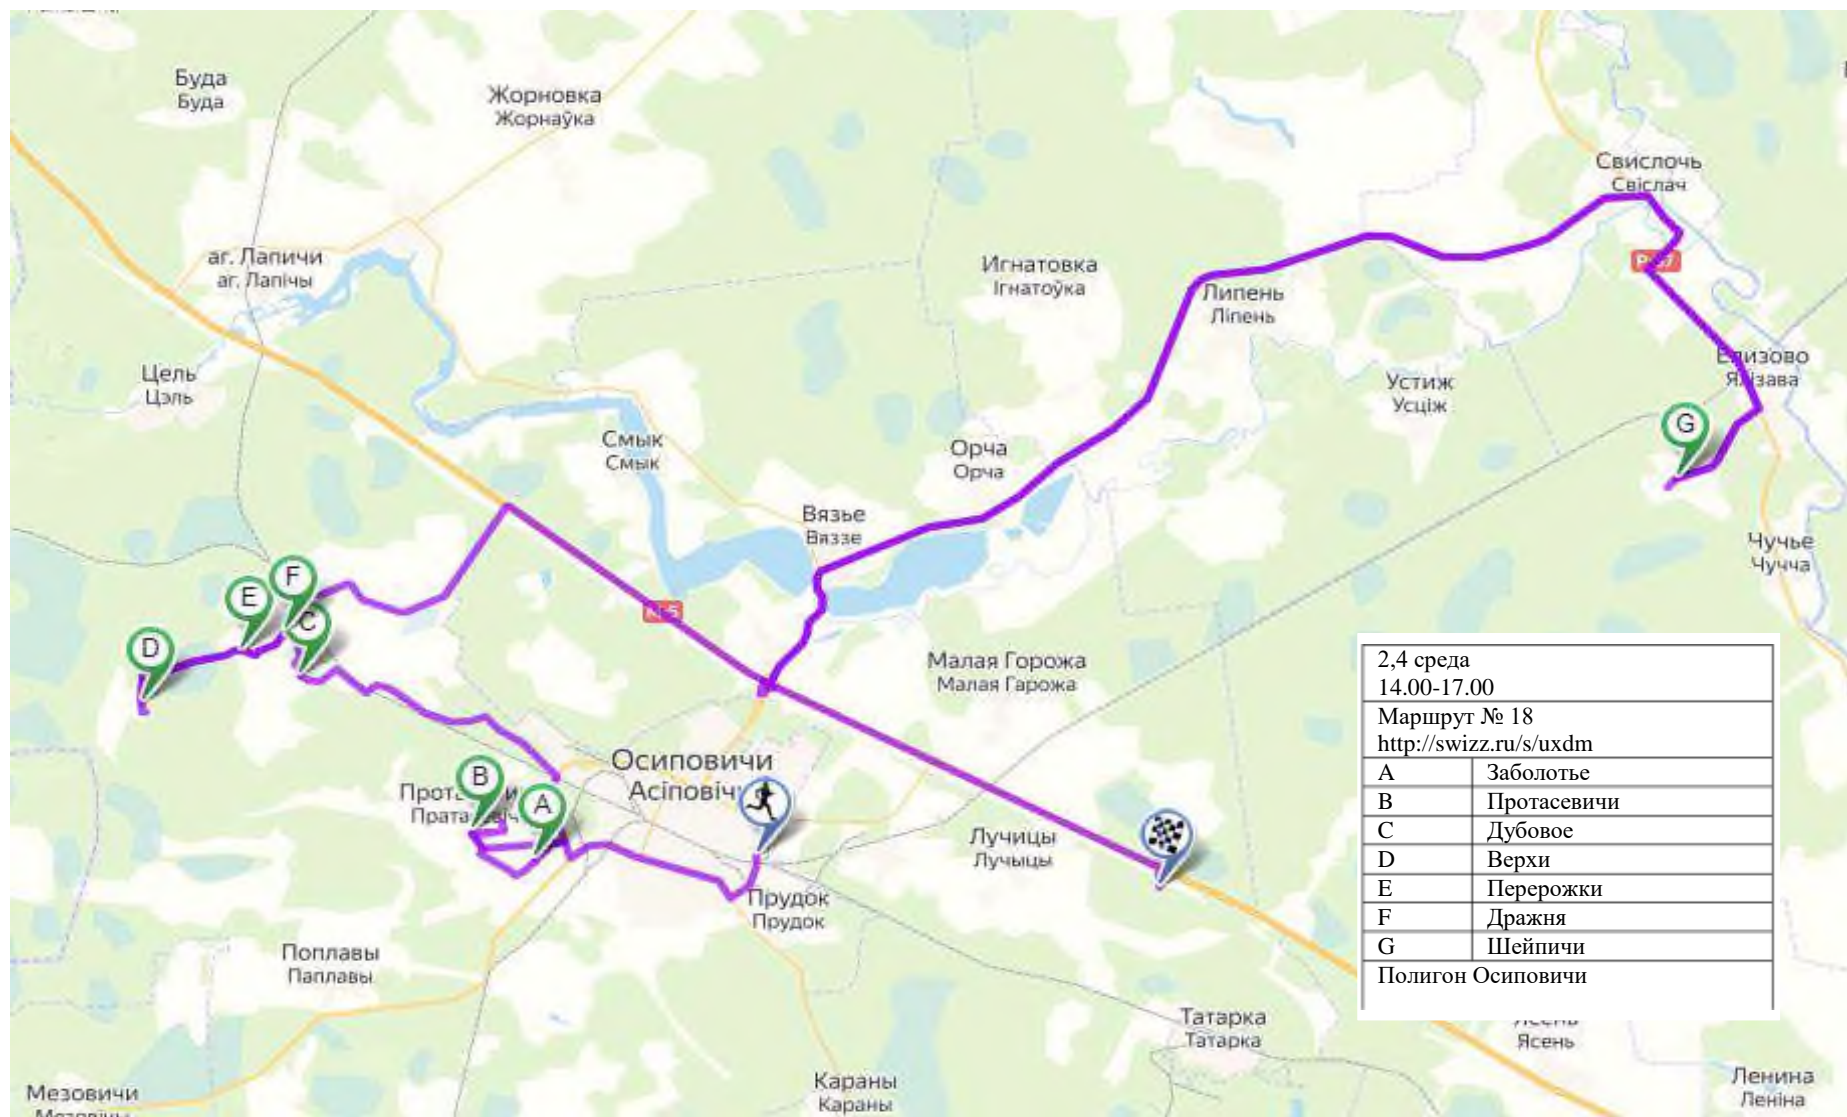 Буда
Буда
Жорновка
Жорнаўка
Свислочь
Свіслач
аг. Лапичи
аг. Лапічы
Игнатовка
Ігнатоўка
Липень
Ліпень
Цель
Цэль
Елизово
Ялізава
Устиж
Усціж
G
Смык
Смык
Орча
Орча
Вязье
Вяззе
Чучье
Чучча
F
E
C
D
Малая Горожа
Малая Гарожа
2,4 среда
14.00-17.00
Маршрут № 18
http://swizz.ru/s/uxdm
A Заболотье
B Протасевичи
C Дубовое
D Верхи
E Перерожки
F Дражня
G Шейпичи
Полигон Осиповичи
Осиповичи
B
A
Лучицы
Лучыцы
Прудок
Прудок
Поплавы
Паплавы
Татарка
Татарка
Ясень
Караны
Караны
Ленина
Леніна
Мезовичи